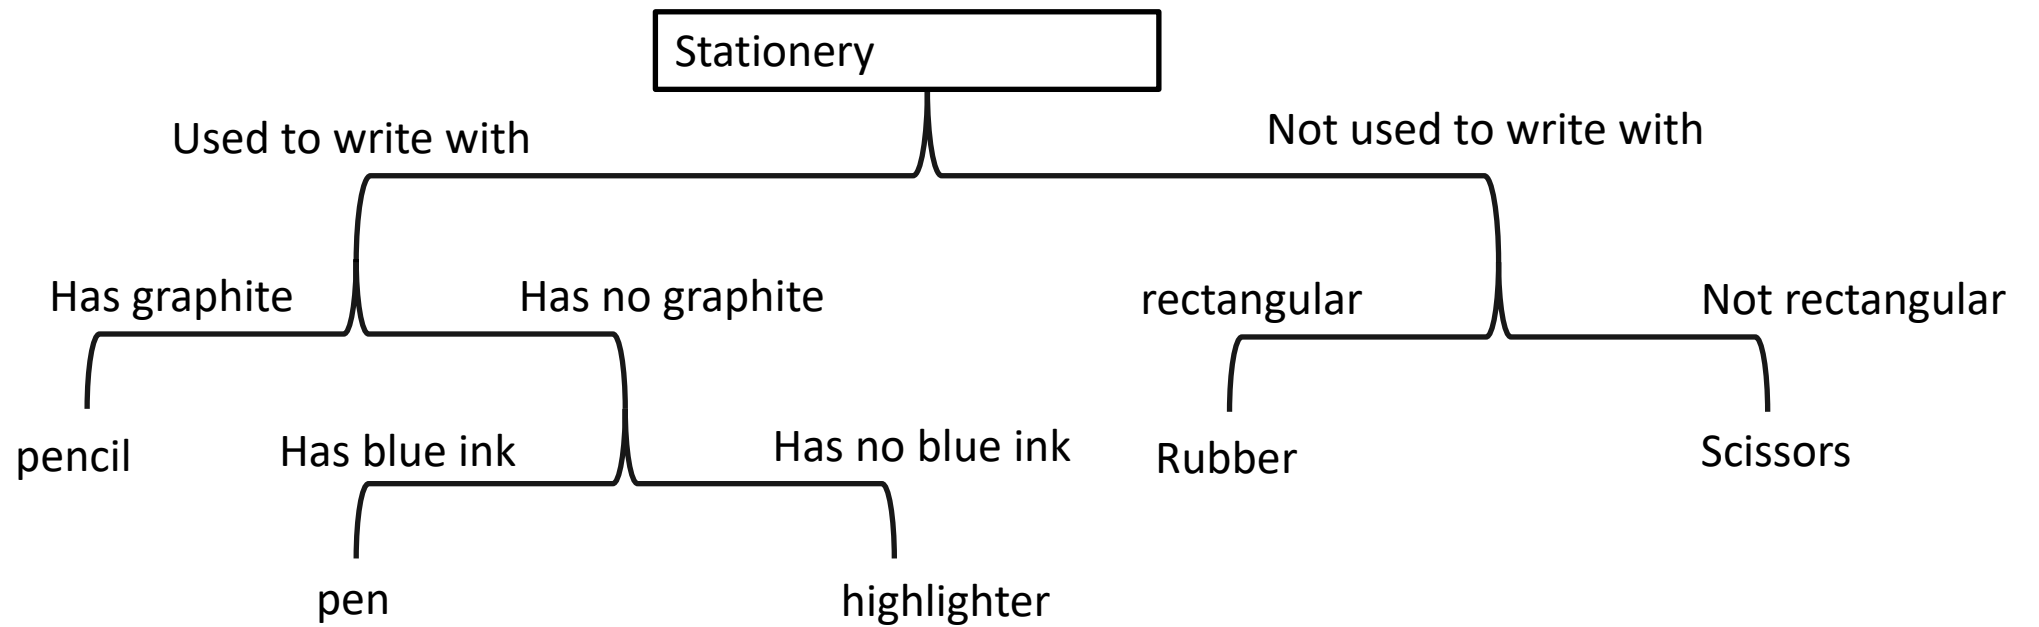 Stationery
Used to write with
Not used to write with
Has graphite
Has no graphite
rectangular
Not rectangular
pencil
Has blue ink
Has no blue ink
Rubber
Scissors
pen
highlighter